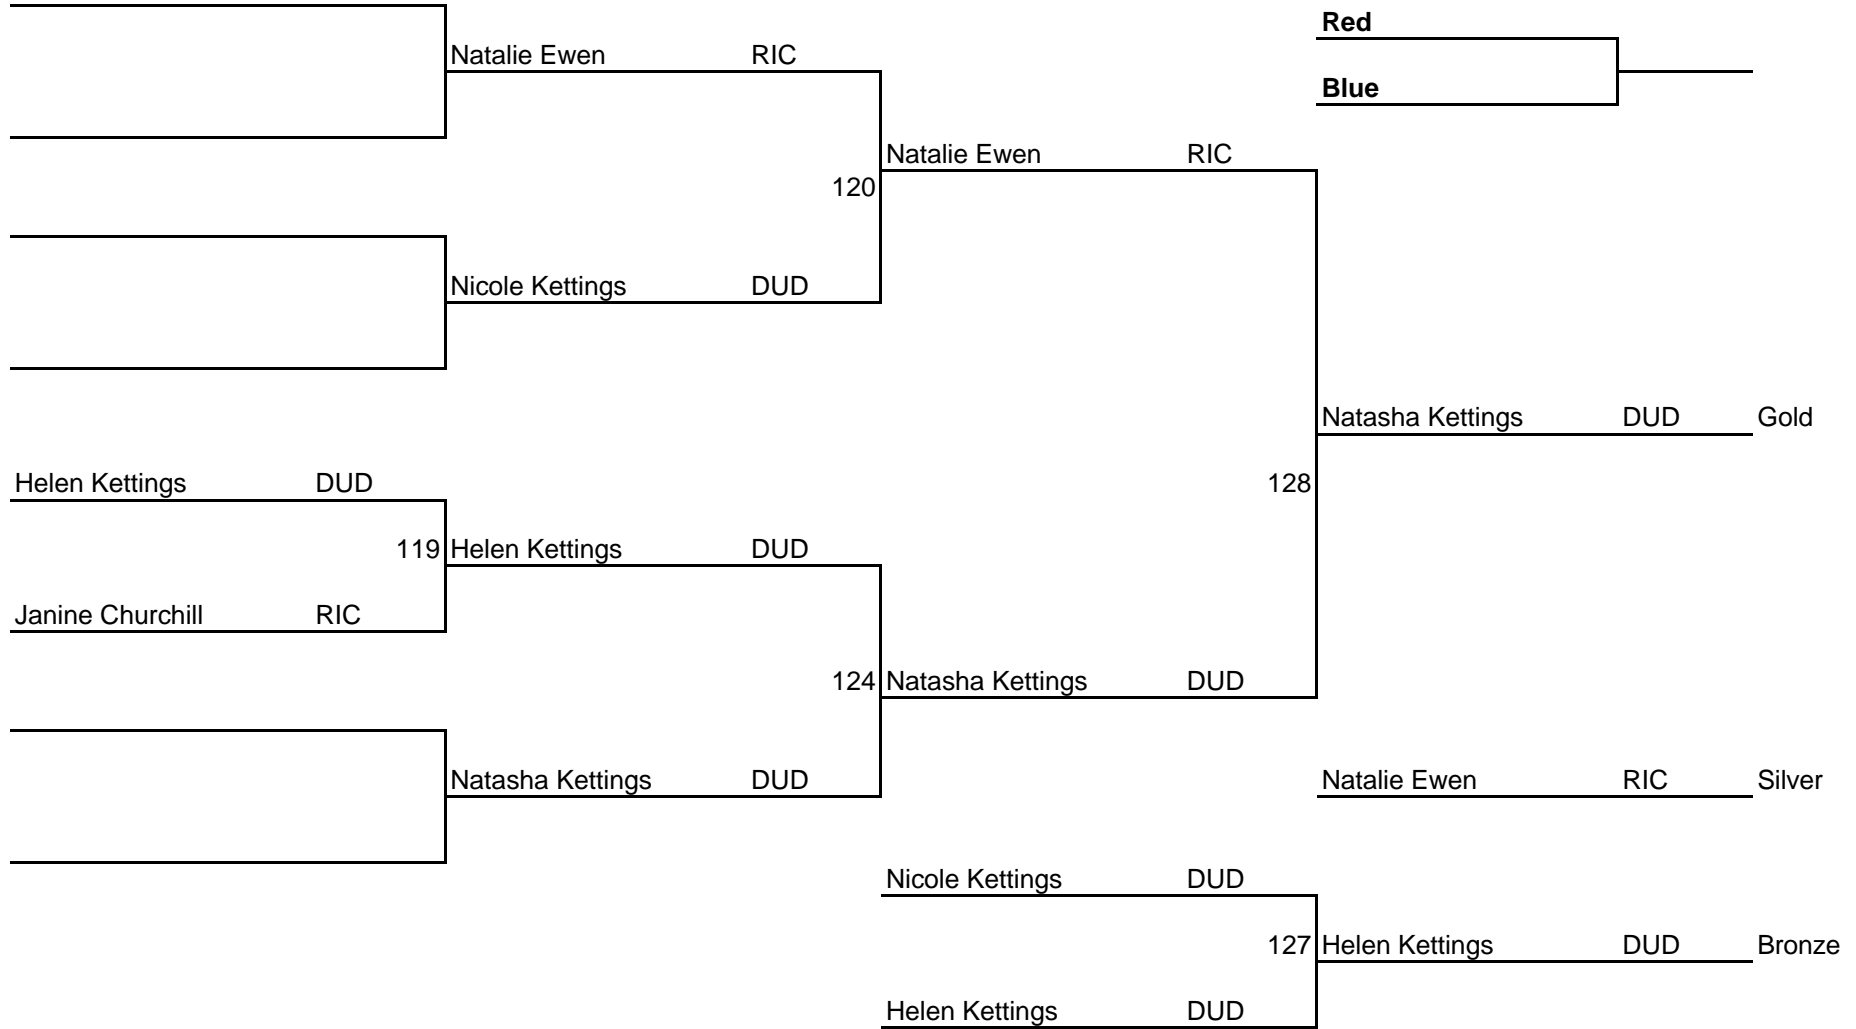 Red
Natalie Ewen RIC
Blue
Natalie Ewen RIC
120
Nicole Kettings DUD
Natasha Kettings DUD Gold
Helen Kettings DUD
128
119 Helen Kettings DUD
Janine Churchill RIC
124 Natasha Kettings DUD
Natasha Kettings DUD
Natalie Ewen RIC Silver
Nicole Kettings DUD
127 Helen Kettings DUD Bronze
Helen Kettings DUD